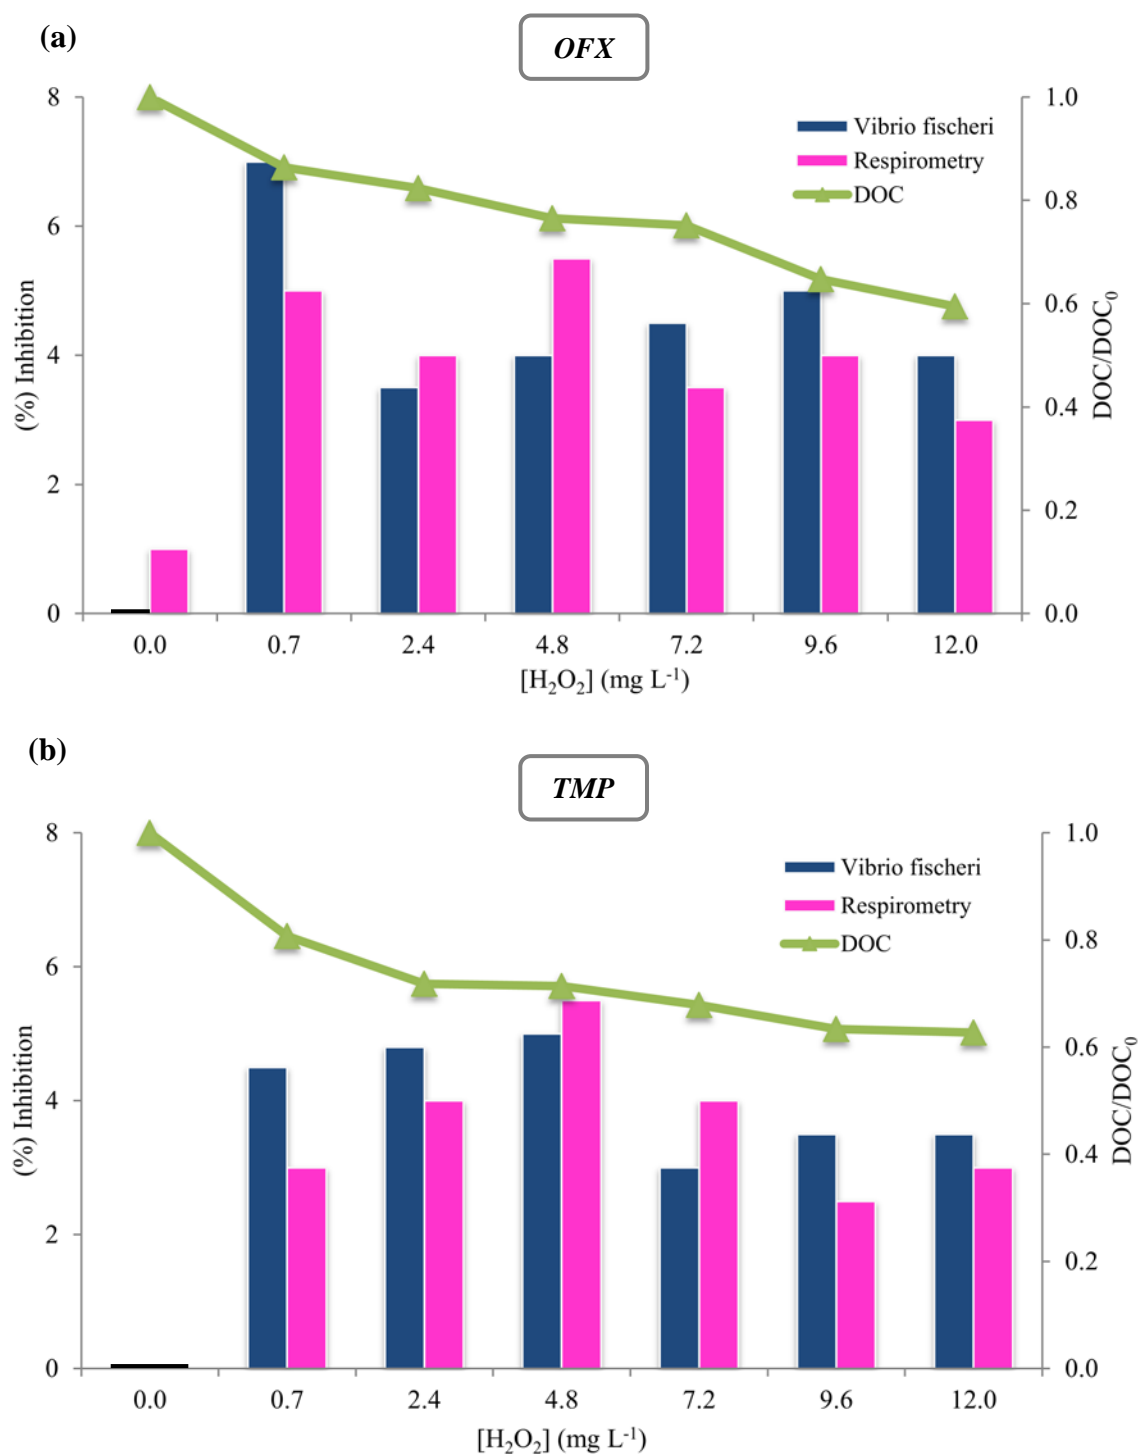 (a)
OFX
8
6
4
2
0
(%) Inhibition
1.0
0.8
0.6
0.4
0.2
0.0
DOC/DOC₀
Vibrio fischeri
Respirometry
DOC
0.0 0.7 2.4 4.8 7.2 9.6 12.0
[H₂O₂] (mg L⁻¹)
(b)
TMP
8
6
4
2
0
(%) Inhibition
1.0
0.8
0.6
0.4
0.2
0.0
DOC/DOC₀
Vibrio fischeri
Respirometry
DOC
0.0 0.7 2.4 4.8 7.2 9.6 12.0
[H₂O₂] (mg L⁻¹)